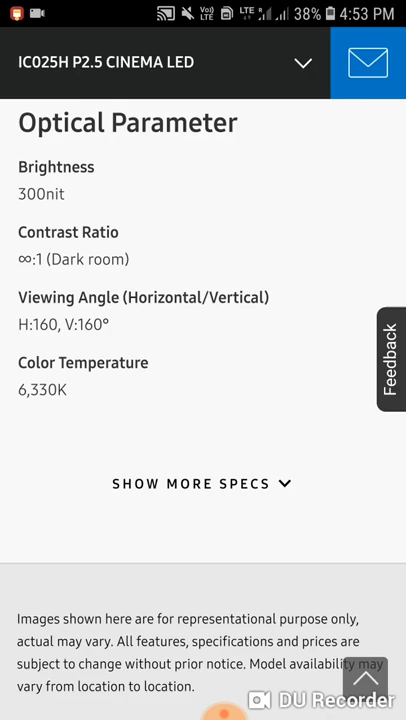 38% 4:53 PM
IC025H P2.5 CINEMA LED
Optical Parameter
Brightness
300nit
Contrast Ratio
∞:1 (Dark room)
Viewing Angle (Horizontal/Vertical)
H:160, V:160°
Feedback
Color Temperature
6,330K
SHOW MORE SPECS
Images shown here are for representational purpose only,
actual may vary. All features, specifications and prices are
subject to change without prior notice. Model availability may
vary from location to location.
DU Recorder